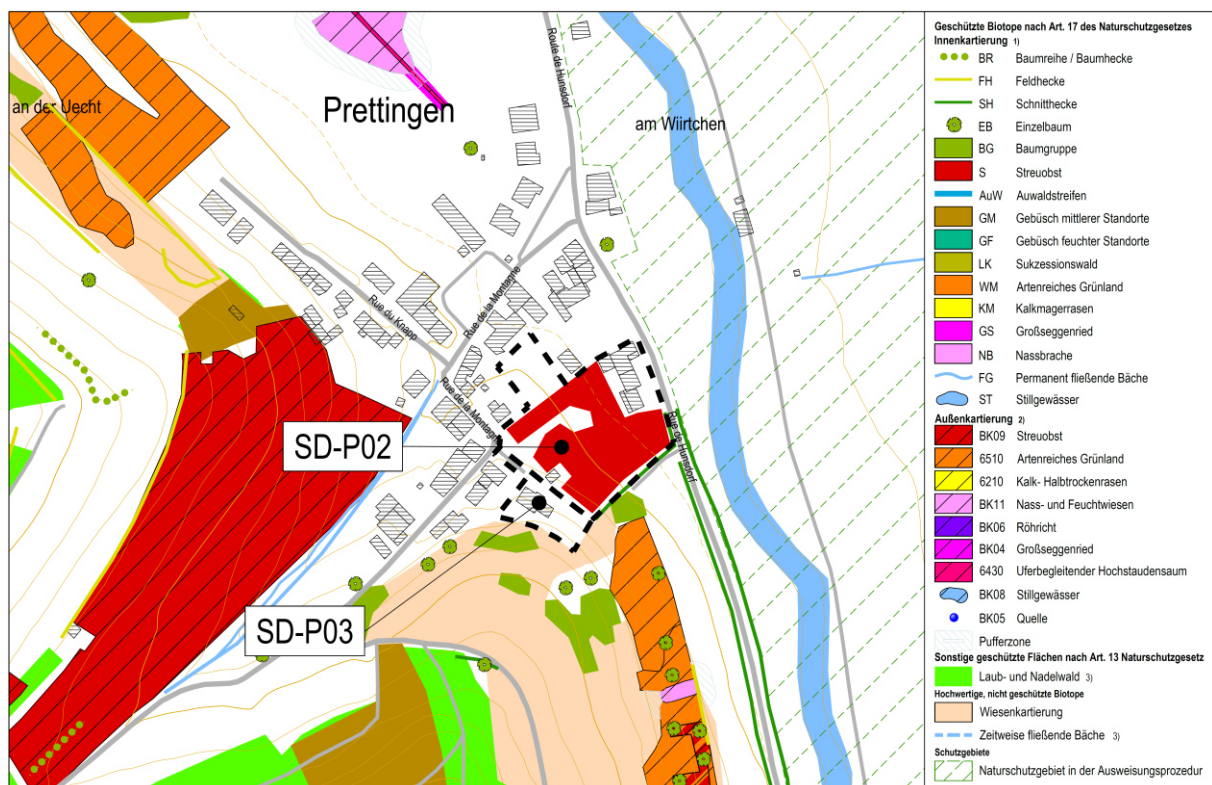 an der Uecht
Prettingen
am Wiirtchen
Route de Hunsdorf
Rue du Knapp
Rue de la Montagne
Rue de la Montagne
Rue de Hunsdorf
SD-P02
SD-P03
Geschützte Biotope nach Art. 17 des Naturschutzgesetzes
Innenkartierung 1)
BR Baumreihe / Baumhecke
FH Feldhecke
SH Schnitthecke
EB Einzelbaum
BG Baumgruppe
S Streuobst
AuW Auwaldstreifen
GM Gebüsch mittlerer Standorte
GF Gebüsch feuchter Standorte
LK Sukzessionswald
WM Artenreiches Grünland
KM Kalkmagerrasen
GS Großseggenried
NB Nassbrache
FG Permanent fließende Bäche
ST Stillgewässer
Außenkartierung 2)
BK09 Streuobst
6510 Artenreiches Grünland
6210 Kalk- Halbtrockenrasen
BK11 Nass- und Feuchtwiesen
BK06 Röhricht
BK04 Großseggenried
6430 Uferbegleitender Hochstaudensaum
BK08 Stillgewässer
BK05 Quelle
Pufferzone
Sonstige geschützte Flächen nach Art. 13 Naturschutzgesetz
Laub- und Nadelwald 3)
Hochwertige, nicht geschützte Biotope
Wiesenkartierung
Zeitweise fließende Bäche 3)
Schutzgebiete
Naturschutzgebiet in der Ausweisungsprozedur